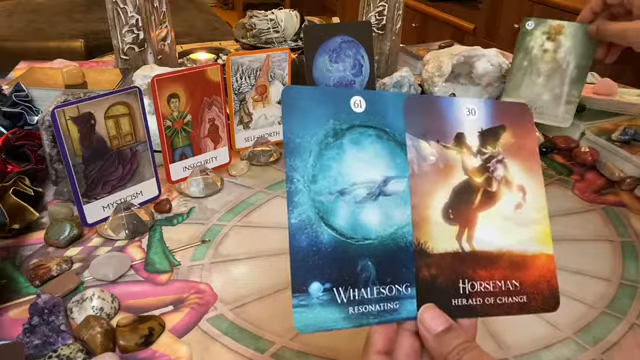 MYSTICISM
INSECURITY
SELF-WORTH
61
WHALESONG
RESONATING
30
HORSEMAN
HERALD OF CHANGE